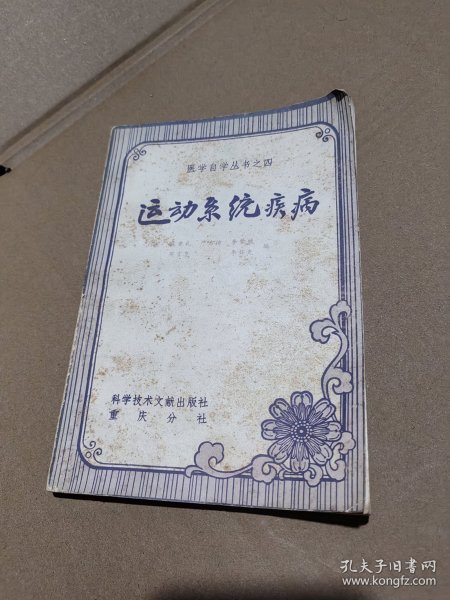 医学自学丛书之四
运动系统疾病
编
科学技术文献出版社
重庆分社
孔夫子旧书网
www.kongfz.com